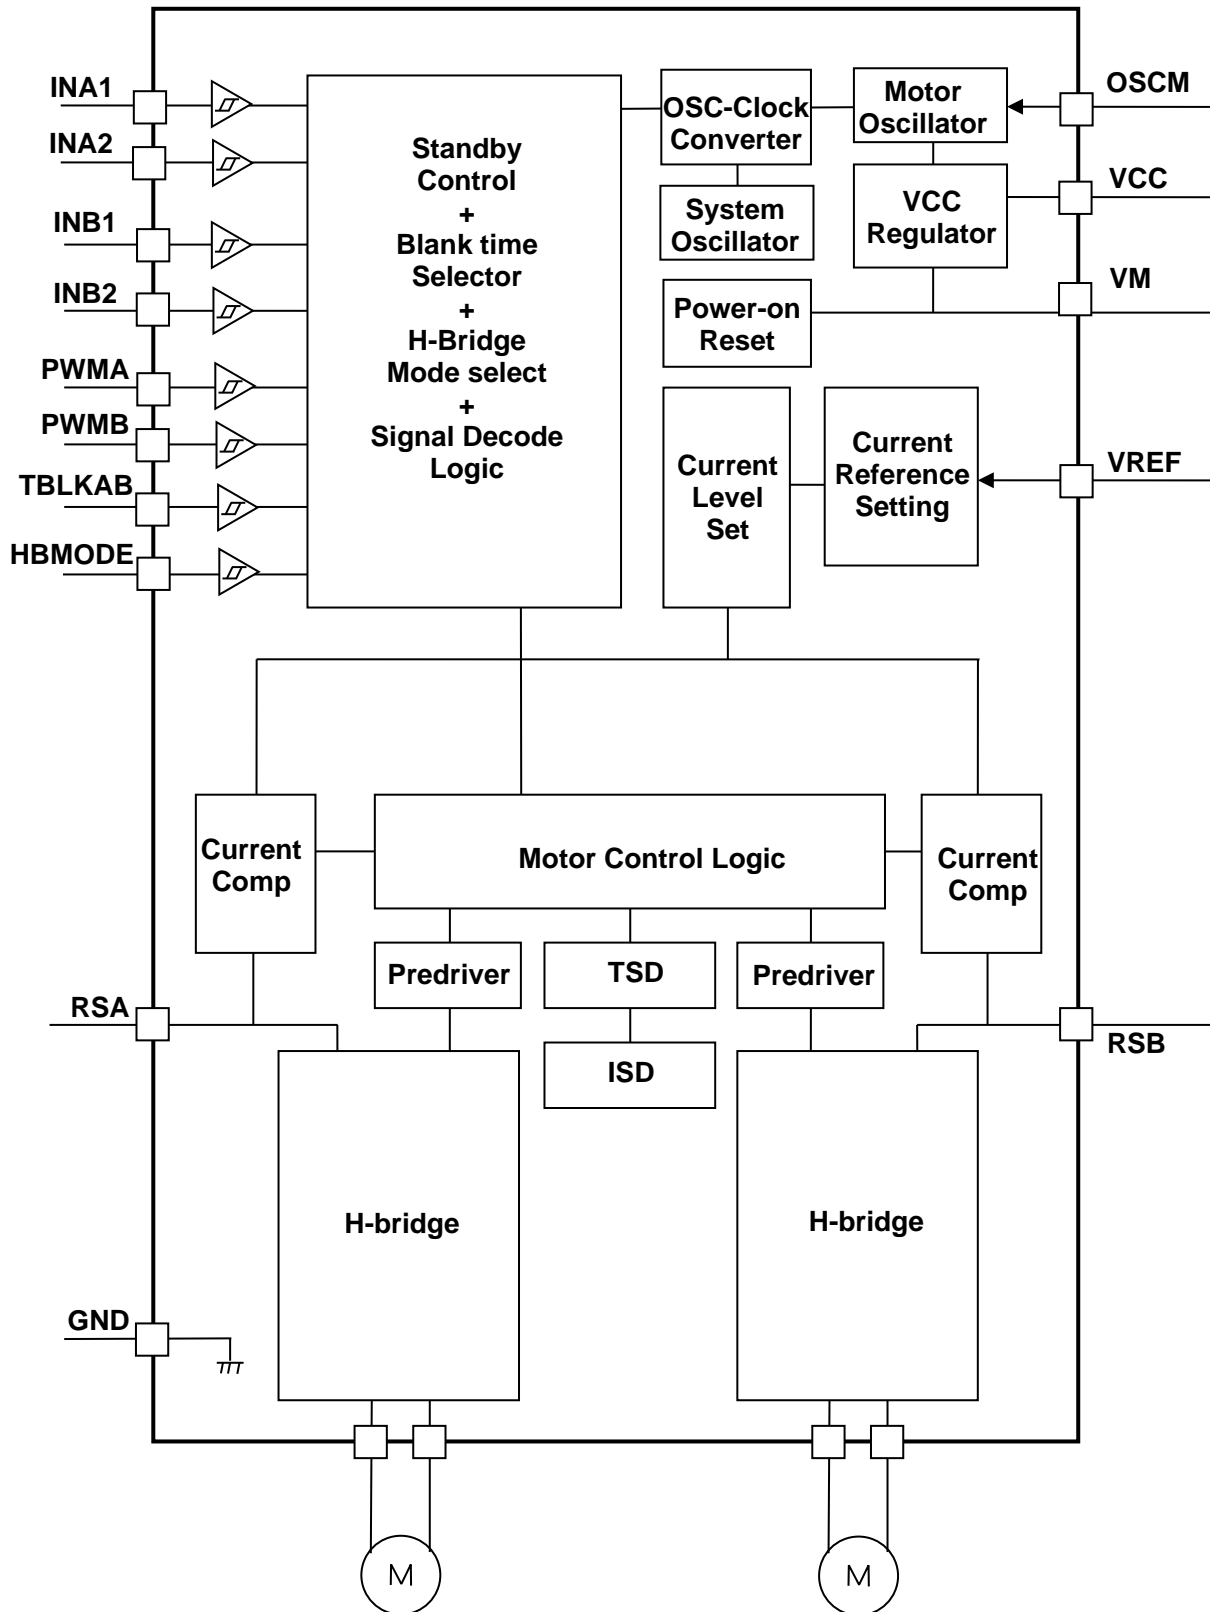 INA1
INA2
INB1
INB2
PWMA
PWMB
TBLKAB
HBMODE
Standby
Control
+
Blank time
Selector
+
H-Bridge
Mode select
+
Signal Decode
Logic
OSC-Clock
Converter
Motor
Oscillator
OSCM
System
Oscillator
VCC
Regulator
VCC
VM
Power-on
Reset
Current
Level
Set
Current
Reference
Setting
VREF
Current
Comp
Motor Control Logic
Current
Comp
Predriver
TSD
Predriver
RSA
ISD
RSB
H-bridge
H-bridge
GND
M
M